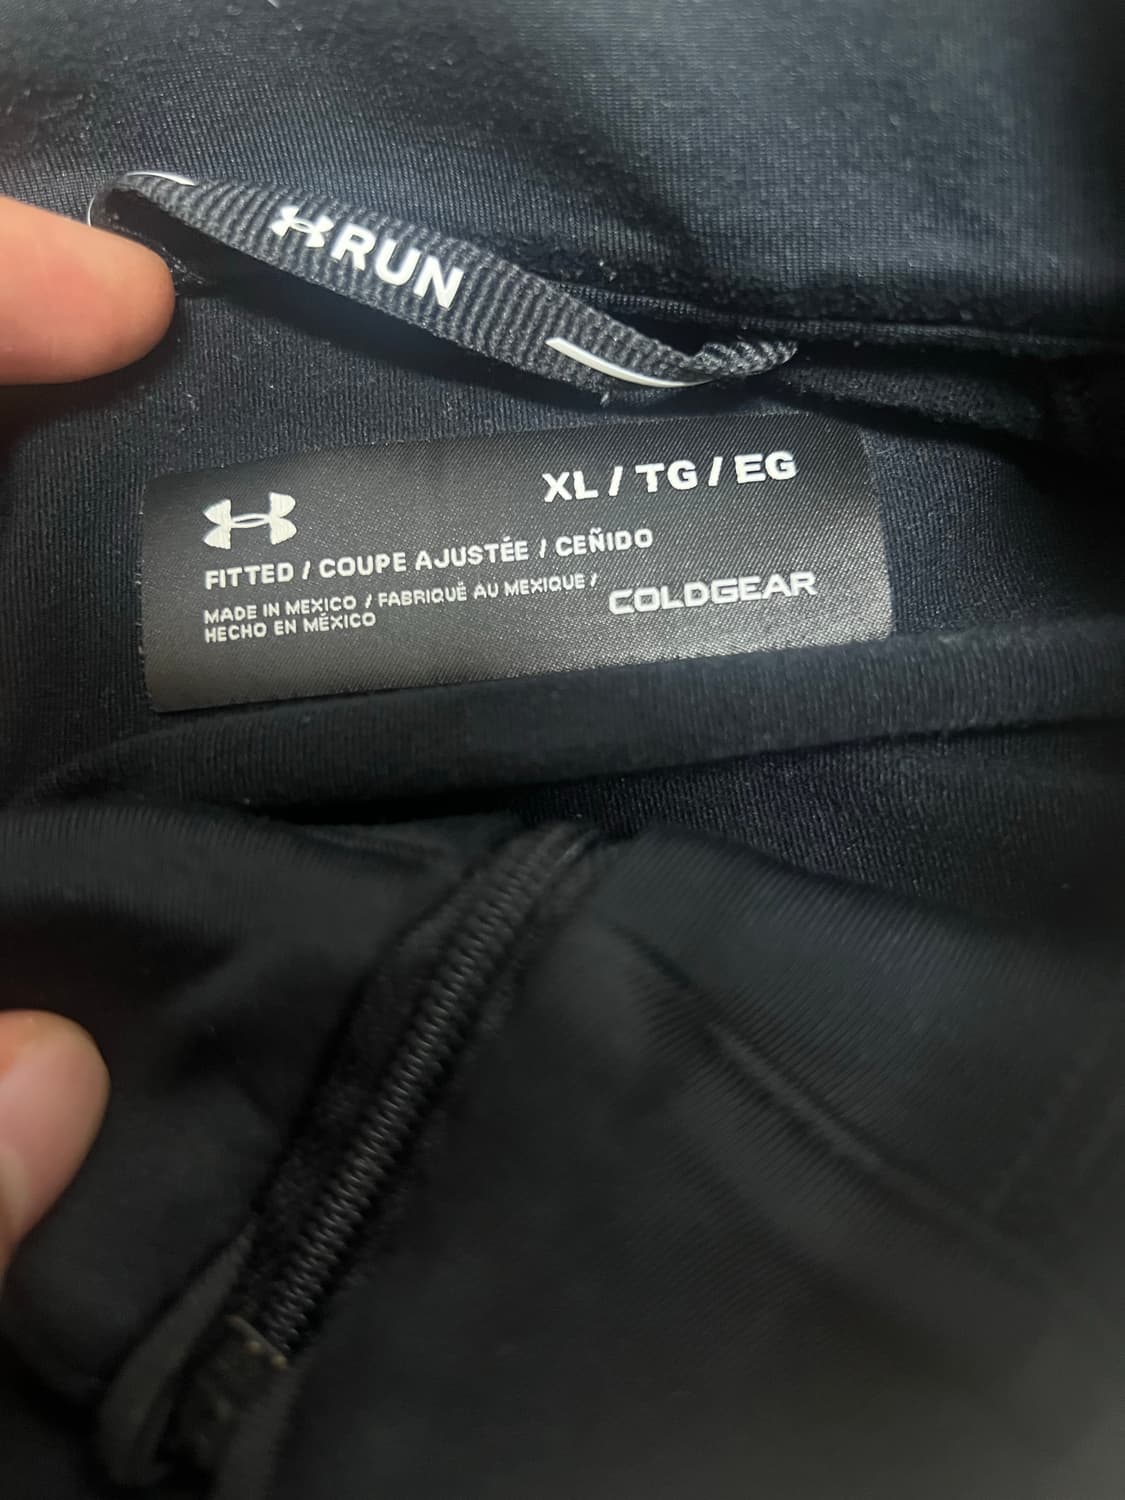 RUN
XL / TG / EG
FITTED / COUPE AJUSTÉE / CEÑIDO
MADE IN MEXICO / FABRIQUÉ AU MEXIQUE /
HECHO EN MÉXICO
COLDGEAR